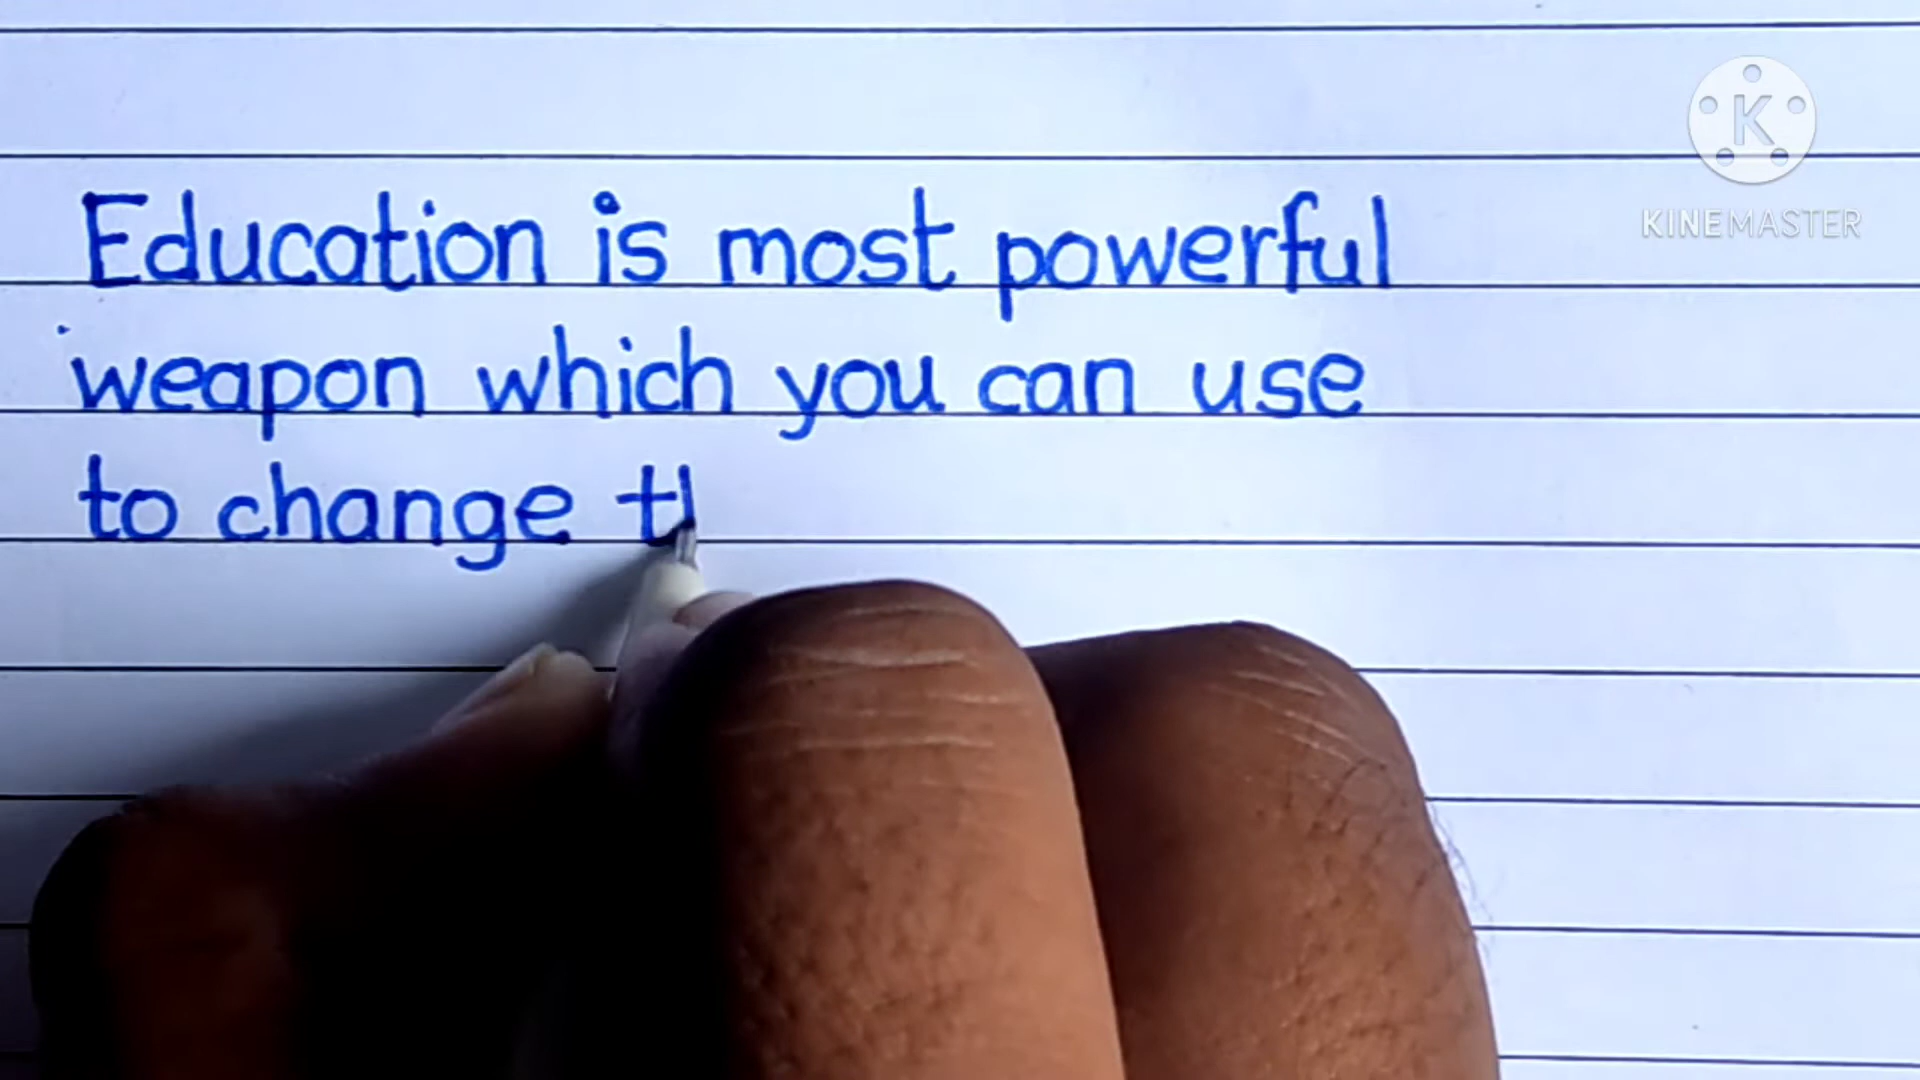 Education is most powerful
weapon which you can use
to change t
K
KINEMASTER